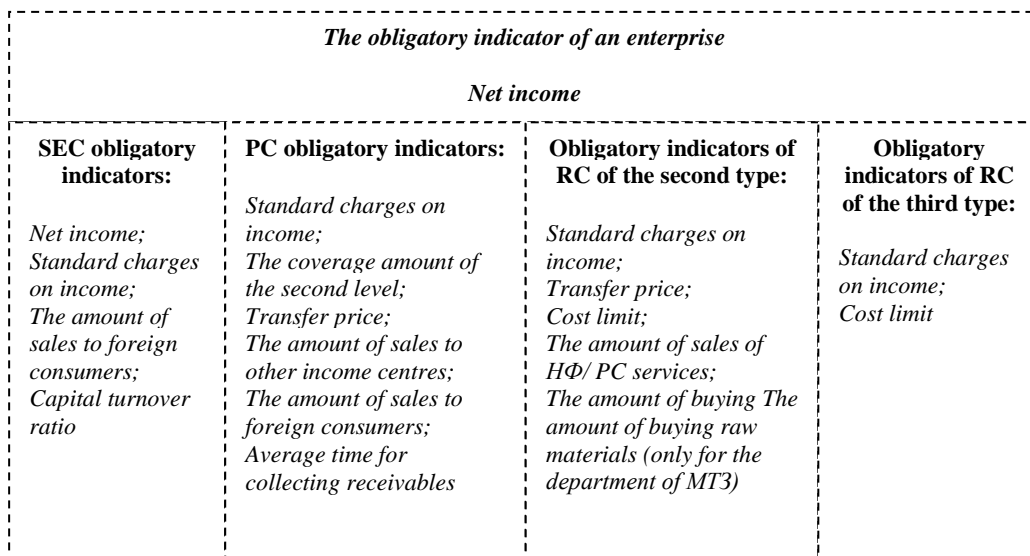 The obligatory indicator of an enterprise
Net income
SEC obligatory
indicators:
Net income;
Standard charges
on income;
The amount of
sales to foreign
consumers;
Capital turnover
ratio
PC obligatory indicators:
Standard charges on
income;
The coverage amount of
the second level;
Transfer price;
The amount of sales to
other income centres;
The amount of sales to
foreign consumers;
Average time for
collecting receivables
Obligatory indicators of
RC of the second type:
Standard charges on
income;
Transfer price;
Cost limit;
The amount of sales of
НФ/ PC services;
The amount of buying The
amount of buying raw
materials (only for the
department of МТЗ)
Obligatory
indicators of RC
of the third type:
Standard charges
on income;
Cost limit